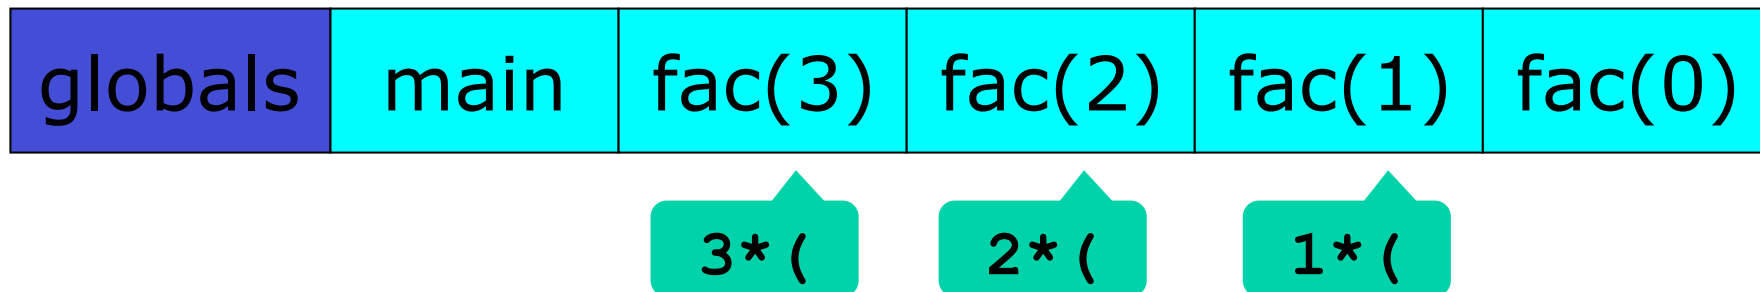 globals main fac(3) fac(2) fac(1) fac(0)
3*( 2*( 1*(